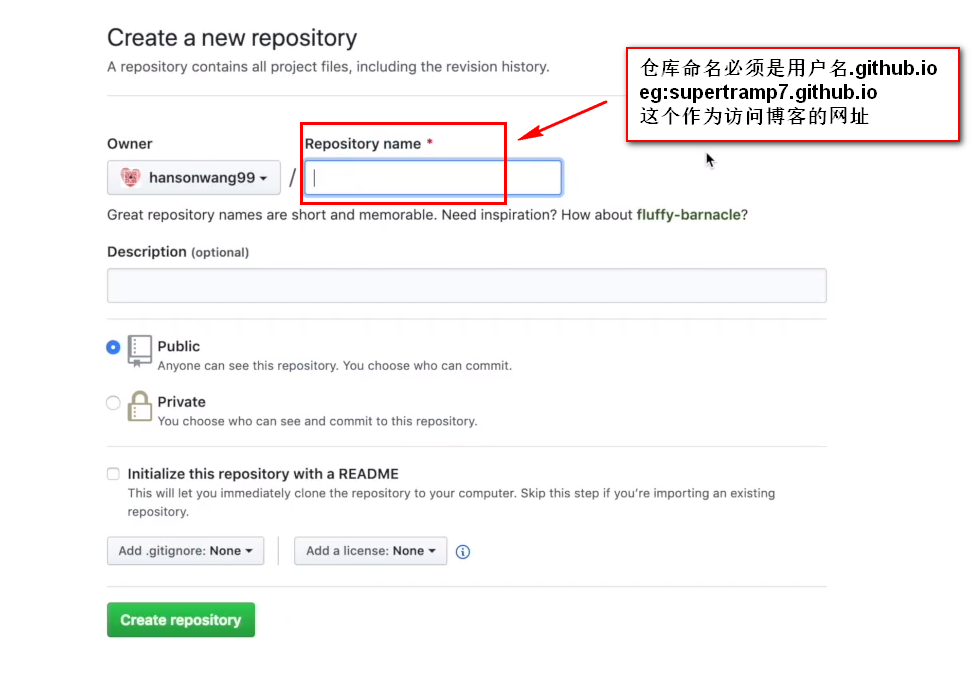 Create a new repository
A repository contains all project files, including the revision history.
仓库命名必须是用户名.github.io
eg:supertramp7.github.io
这个作为访问博客的网址
Owner
Repository name *
hansonwang99
/
Great repository names are short and memorable. Need inspiration? How about fluffy-barnacle?
Description (optional)
Public
Anyone can see this repository. You choose who can commit.
Private
You choose who can see and commit to this repository.
Initialize this repository with a README
This will let you immediately clone the repository to your computer. Skip this step if you’re importing an existing
repository.
Add .gitignore: None
Add a license: None
Create repository